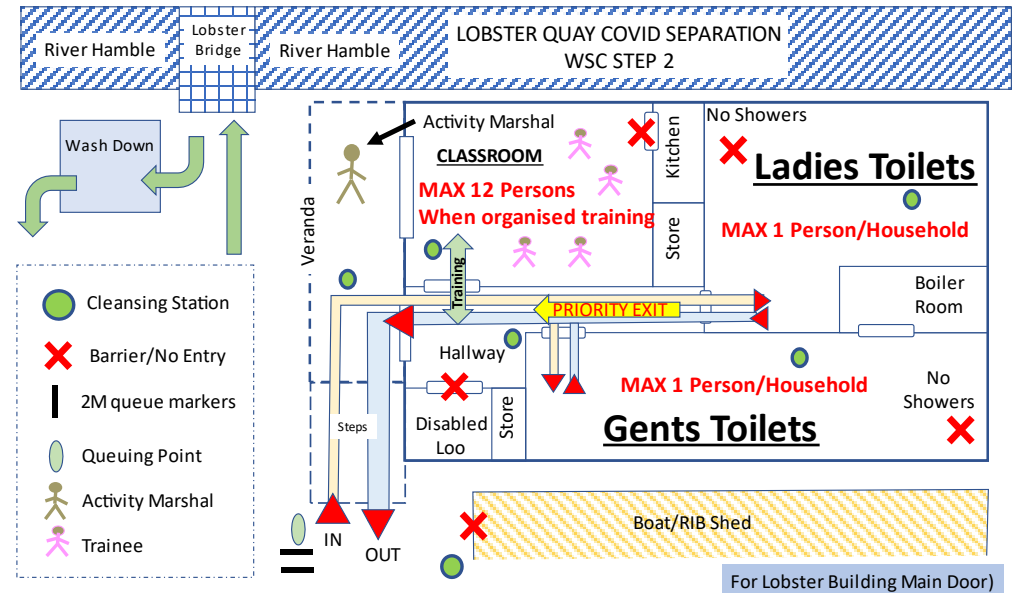 River Hamble
Lobster
Bridge
River Hamble
LOBSTER QUAY COVID SEPARATION
WSC STEP 2
Wash Down
Veranda
Activity Marshal
CLASSROOM
MAX 12 Persons
When organised training
Kitchen
Store
No Showers
Ladies Toilets
MAX 1 Person/Household
Boiler
Room
Training
PRIORITY EXIT
Hallway
Disabled
Loo
Store
MAX 1 Person/Household
Gents Toilets
No
Showers
Steps
IN
OUT
Boat/RIB Shed
For Lobster Building Main Door)
Cleansing Station
Barrier/No Entry
2M queue markers
Queuing Point
Activity Marshal
Trainee